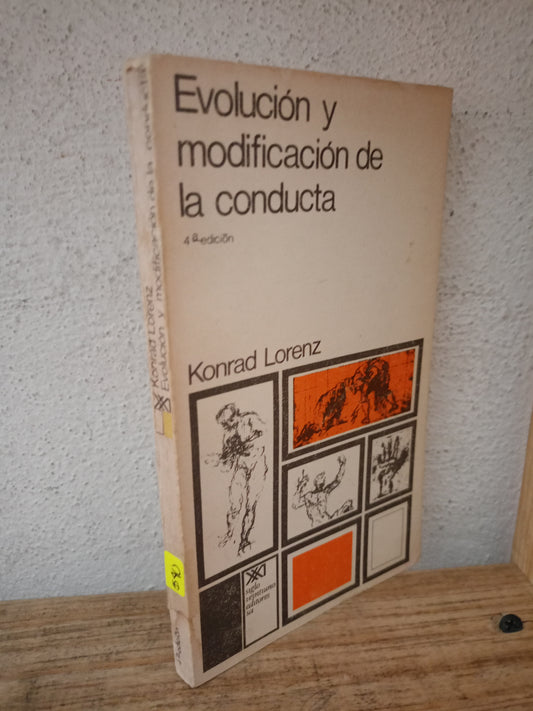 Evolución y
modificación de
la conducta
4ª edición
Konrad Lorenz
siglo
veintiuno
editores
sa
Konrad Lorenz
Evolución y modificación de la conducta